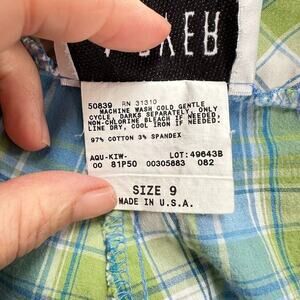 50839 RN 31310
MACHINE WASH COLD GENTLE
CYCLE, DARKS SEPARATELY, ONLY
NON-CHLORINE BLEACH IF NEEDED,
LINE DRY, COOL IRON IF NEEDED.
97% COTTON 3% SPANDEX
AQU-KIW- LOT:49643B
00 81P50 00305883 082
SIZE 9
MADE IN U.S.A.